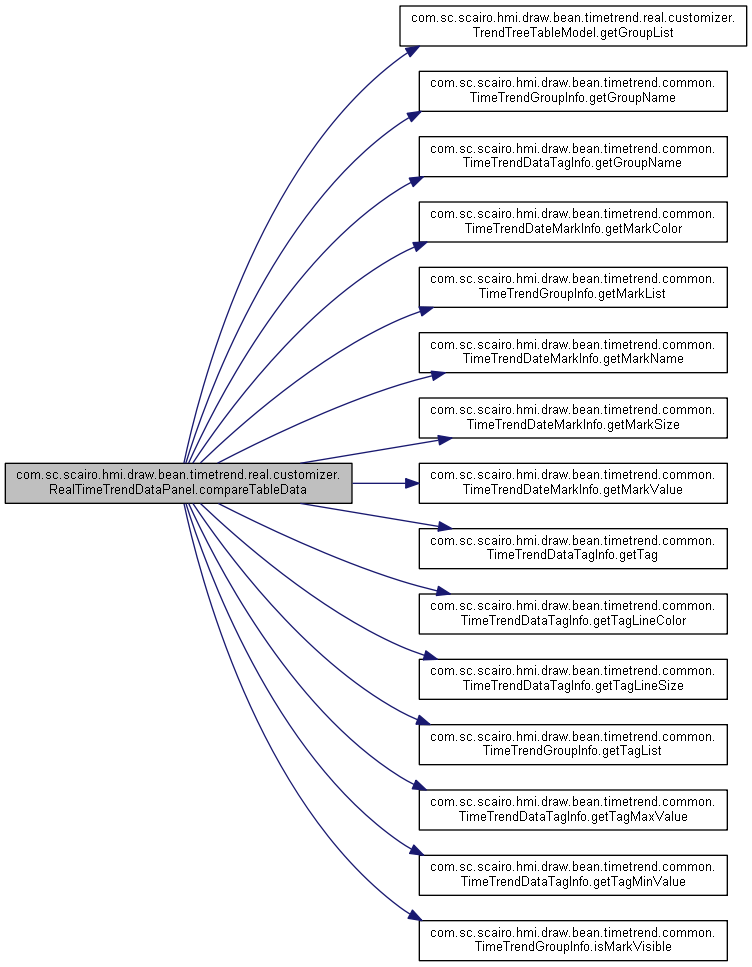 com.sc.scairo.hmi.draw.bean.timetrend.real.customizer.
TrendTreeTableModel.getGroupList
com.sc.scairo.hmi.draw.bean.timetrend.common.
TimeTrendGroupInfo.getGroupName
com.sc.scairo.hmi.draw.bean.timetrend.common.
TimeTrendDataTagInfo.getGroupName
com.sc.scairo.hmi.draw.bean.timetrend.common.
TimeTrendDateMarkInfo.getMarkColor
com.sc.scairo.hmi.draw.bean.timetrend.common.
TimeTrendGroupInfo.getMarkList
com.sc.scairo.hmi.draw.bean.timetrend.common.
TimeTrendDateMarkInfo.getMarkName
com.sc.scairo.hmi.draw.bean.timetrend.common.
TimeTrendDateMarkInfo.getMarkSize
com.sc.scairo.hmi.draw.bean.timetrend.real.customizer.
RealTimeTrendDataPanel.compareTableData
com.sc.scairo.hmi.draw.bean.timetrend.common.
TimeTrendDateMarkInfo.getMarkValue
com.sc.scairo.hmi.draw.bean.timetrend.common.
TimeTrendDataTagInfo.getTag
com.sc.scairo.hmi.draw.bean.timetrend.common.
TimeTrendDataTagInfo.getTagLineColor
com.sc.scairo.hmi.draw.bean.timetrend.common.
TimeTrendDataTagInfo.getTagLineSize
com.sc.scairo.hmi.draw.bean.timetrend.common.
TimeTrendGroupInfo.getTagList
com.sc.scairo.hmi.draw.bean.timetrend.common.
TimeTrendDataTagInfo.getTagMaxValue
com.sc.scairo.hmi.draw.bean.timetrend.common.
TimeTrendDataTagInfo.getTagMinValue
com.sc.scairo.hmi.draw.bean.timetrend.common.
TimeTrendGroupInfo.isMarkVisible